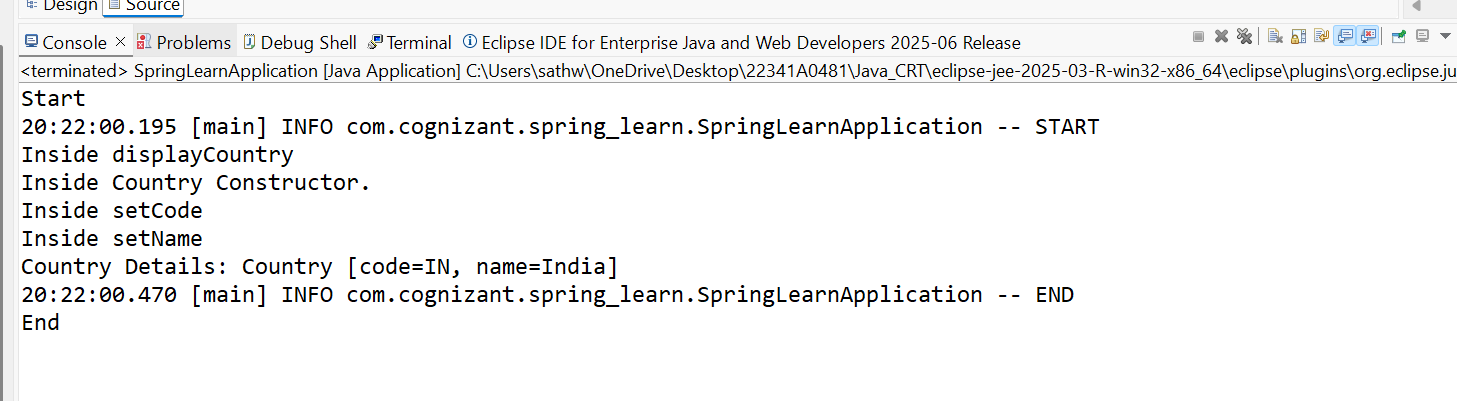 Design Source
Console Problems Debug Shell Terminal Eclipse IDE for Enterprise Java and Web Developers 2025-06 Release
<terminated> SpringLearnApplication [Java Application] C:\Users\sathw\OneDrive\Desktop\22341A0481\Java_CRT\eclipse-jee-2025-03-R-win32-x86_64\eclipse\plugins\org.eclipse.ju
Start
20:22:00.195 [main] INFO com.cognizant.spring_learn.SpringLearnApplication -- START
Inside displayCountry
Inside Country Constructor.
Inside setCode
Inside setName
Country Details: Country [code=IN, name=India]
20:22:00.470 [main] INFO com.cognizant.spring_learn.SpringLearnApplication -- END
End